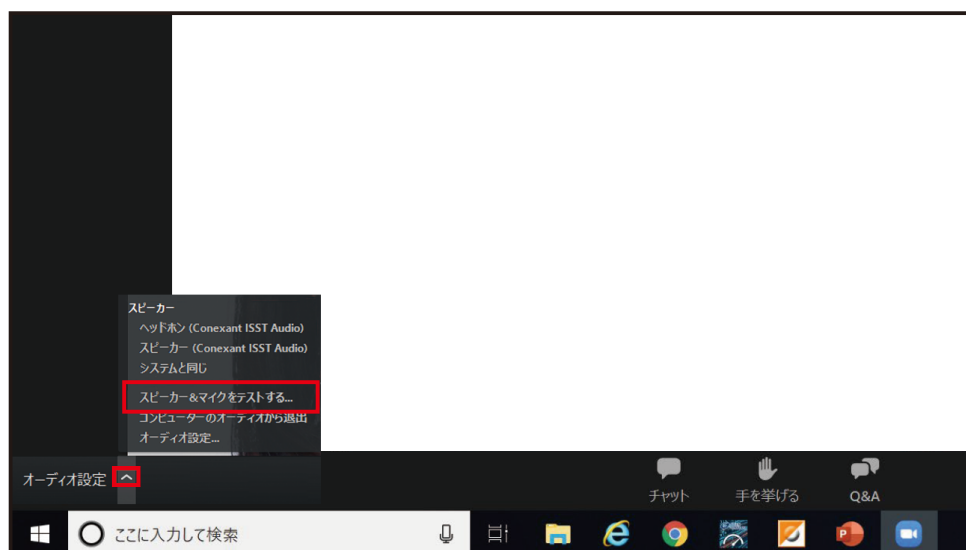 スピーカー
ヘッドホン (Conexant ISST Audio)
スピーカー (Conexant ISST Audio)
システムと同じ
スピーカー&マイクをテストする...
コンピューターのオーディオから退出
オーディオ設定...
オーディオ設定
チャット
手を挙げる
Q&A
ここに入力して検索